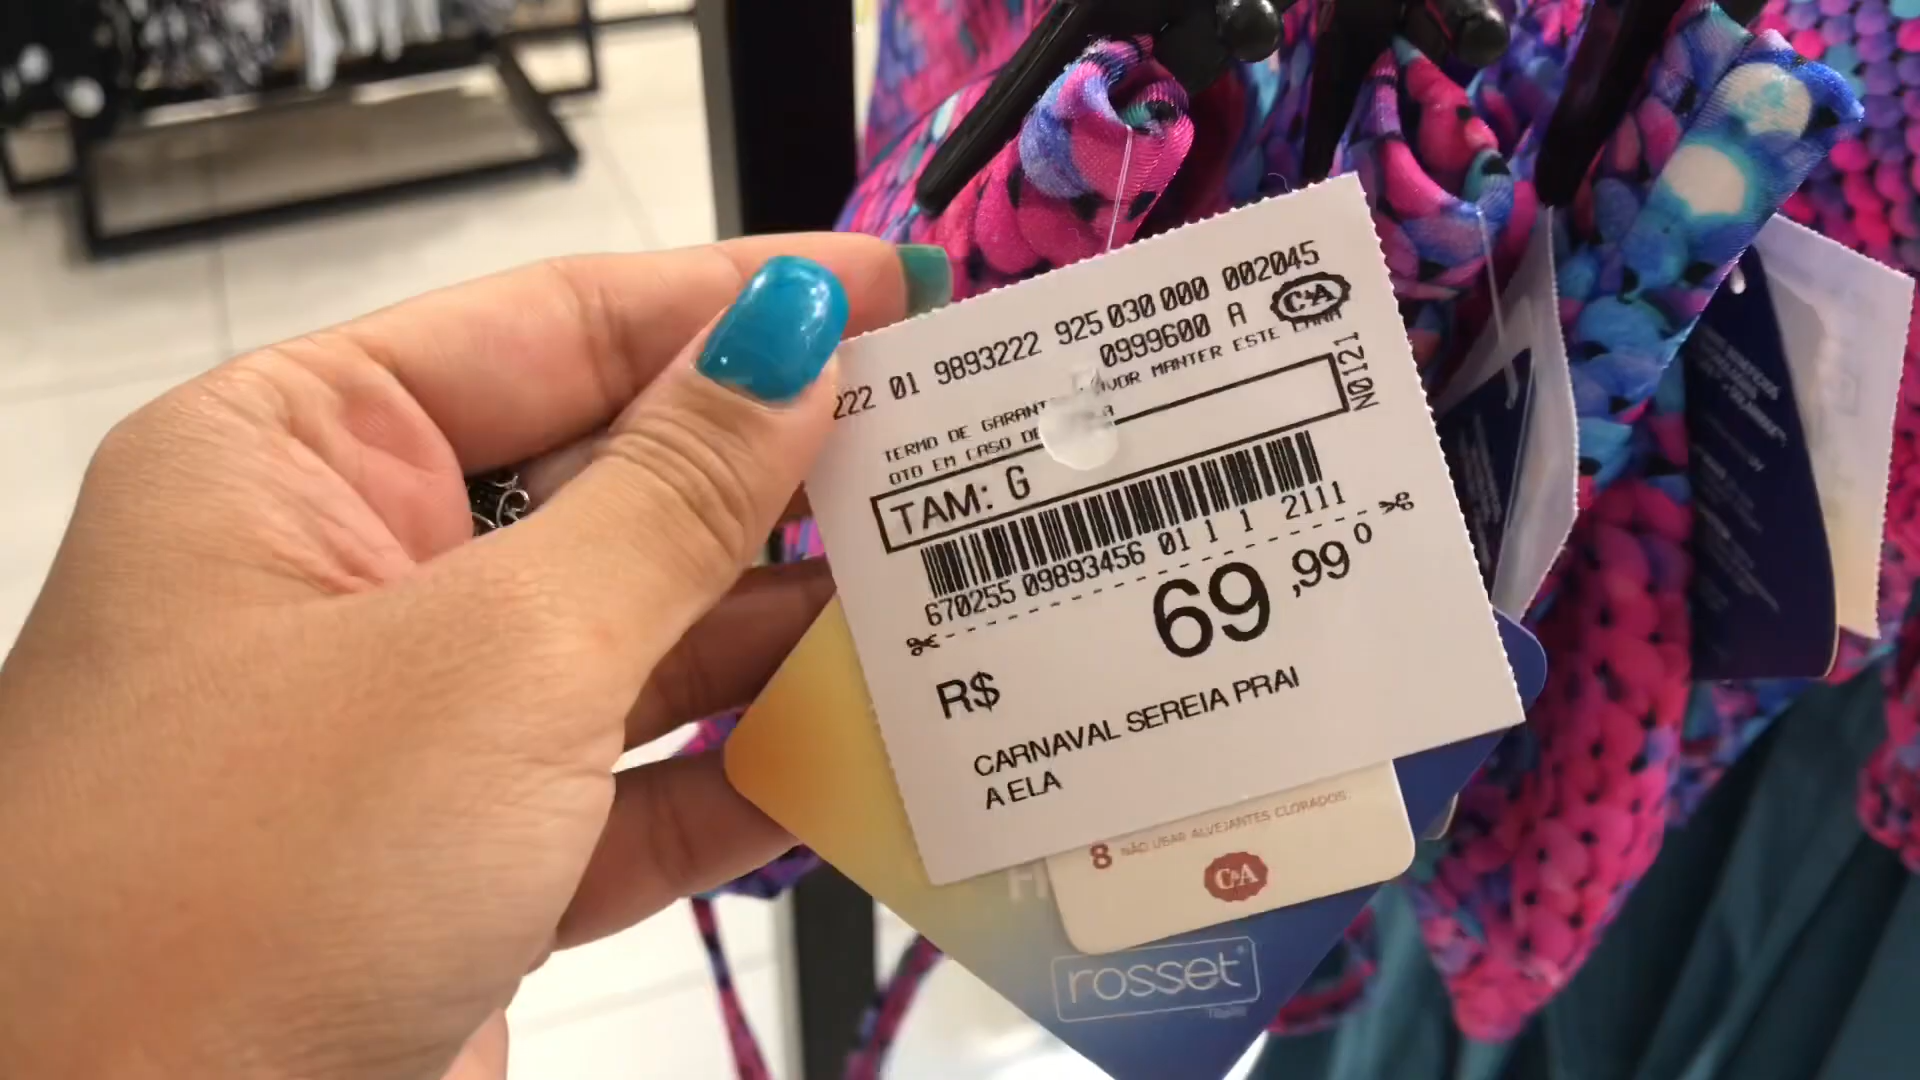 222 01 9893222 925 030 000 002045
0999600 A C&A
TERMO DE GARANT VOR MANTER ESTE
OTO EM CASO DE
N0121
TAM: G
670255 09893456 01 1 1 2111
R$ 69,99 0
CARNAVAL SEREIA PRAI
A ELA
8 NÃO USAR ALVEJANTES CLORADOS.
C&A
rosset